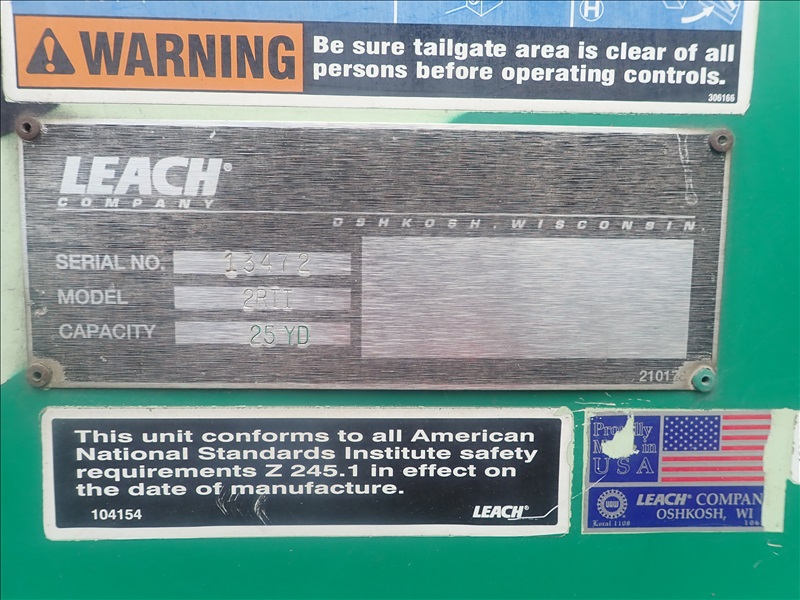 WARNING
Be sure tailgate area is clear of all
persons before operating controls.
306166
LEACH®
COMPANY
OSHKOSH, WISCONSIN
SERIAL NO. 13472
MODEL 2RII
CAPACITY 25 YD
This unit conforms to all American
National Standards Institute safety
requirements Z 245.1 in effect on
the date of manufacture.
104154 LEACH®
USA
LEACH® COMPAN
OSHKOSH, WI
Local 1108